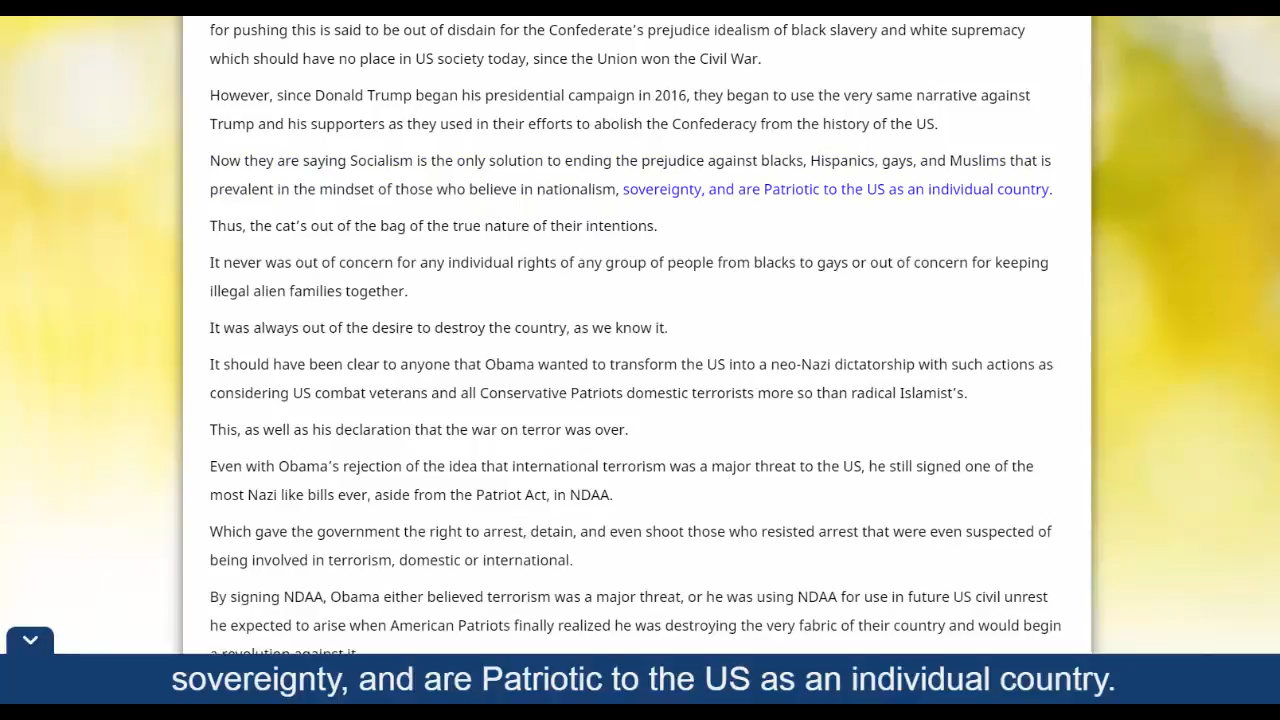 for pushing this is said to be out of disdain for the Confederate's prejudice idealism of black slavery and white supremacy
which should have no place in US society today, since the Union won the Civil War.
However, since Donald Trump began his presidential campaign in 2016, they began to use the very same narrative against
Trump and his supporters as they used in their efforts to abolish the Confederacy from the history of the US.
Now they are saying Socialism is the only solution to ending the prejudice against blacks, Hispanics, gays, and Muslims that is
prevalent in the mindset of those who believe in nationalism, sovereignty, and are Patriotic to the US as an individual country.
Thus, the cat's out of the bag of the true nature of their intentions.
It never was out of concern for any individual rights of any group of people from blacks to gays or out of concern for keeping
illegal alien families together.
It was always out of the desire to destroy the country, as we know it.
It should have been clear to anyone that Obama wanted to transform the US into a neo-Nazi dictatorship with such actions as
considering US combat veterans and all Conservative Patriots domestic terrorists more so than radical Islamist's.
This, as well as his declaration that the war on terror was over.
Even with Obama's rejection of the idea that international terrorism was a major threat to the US, he still signed one of the
most Nazi like bills ever, aside from the Patriot Act, in NDAA.
Which gave the government the right to arrest, detain, and even shoot those who resisted arrest that were even suspected of
being involved in terrorism, domestic or international.
By signing NDAA, Obama either believed terrorism was a major threat, or he was using NDAA for use in future US civil unrest
he expected to arise when American Patriots finally realized he was destroying the very fabric of their country and would begin
a revolution against it
sovereignty, and are Patriotic to the US as an individual country.